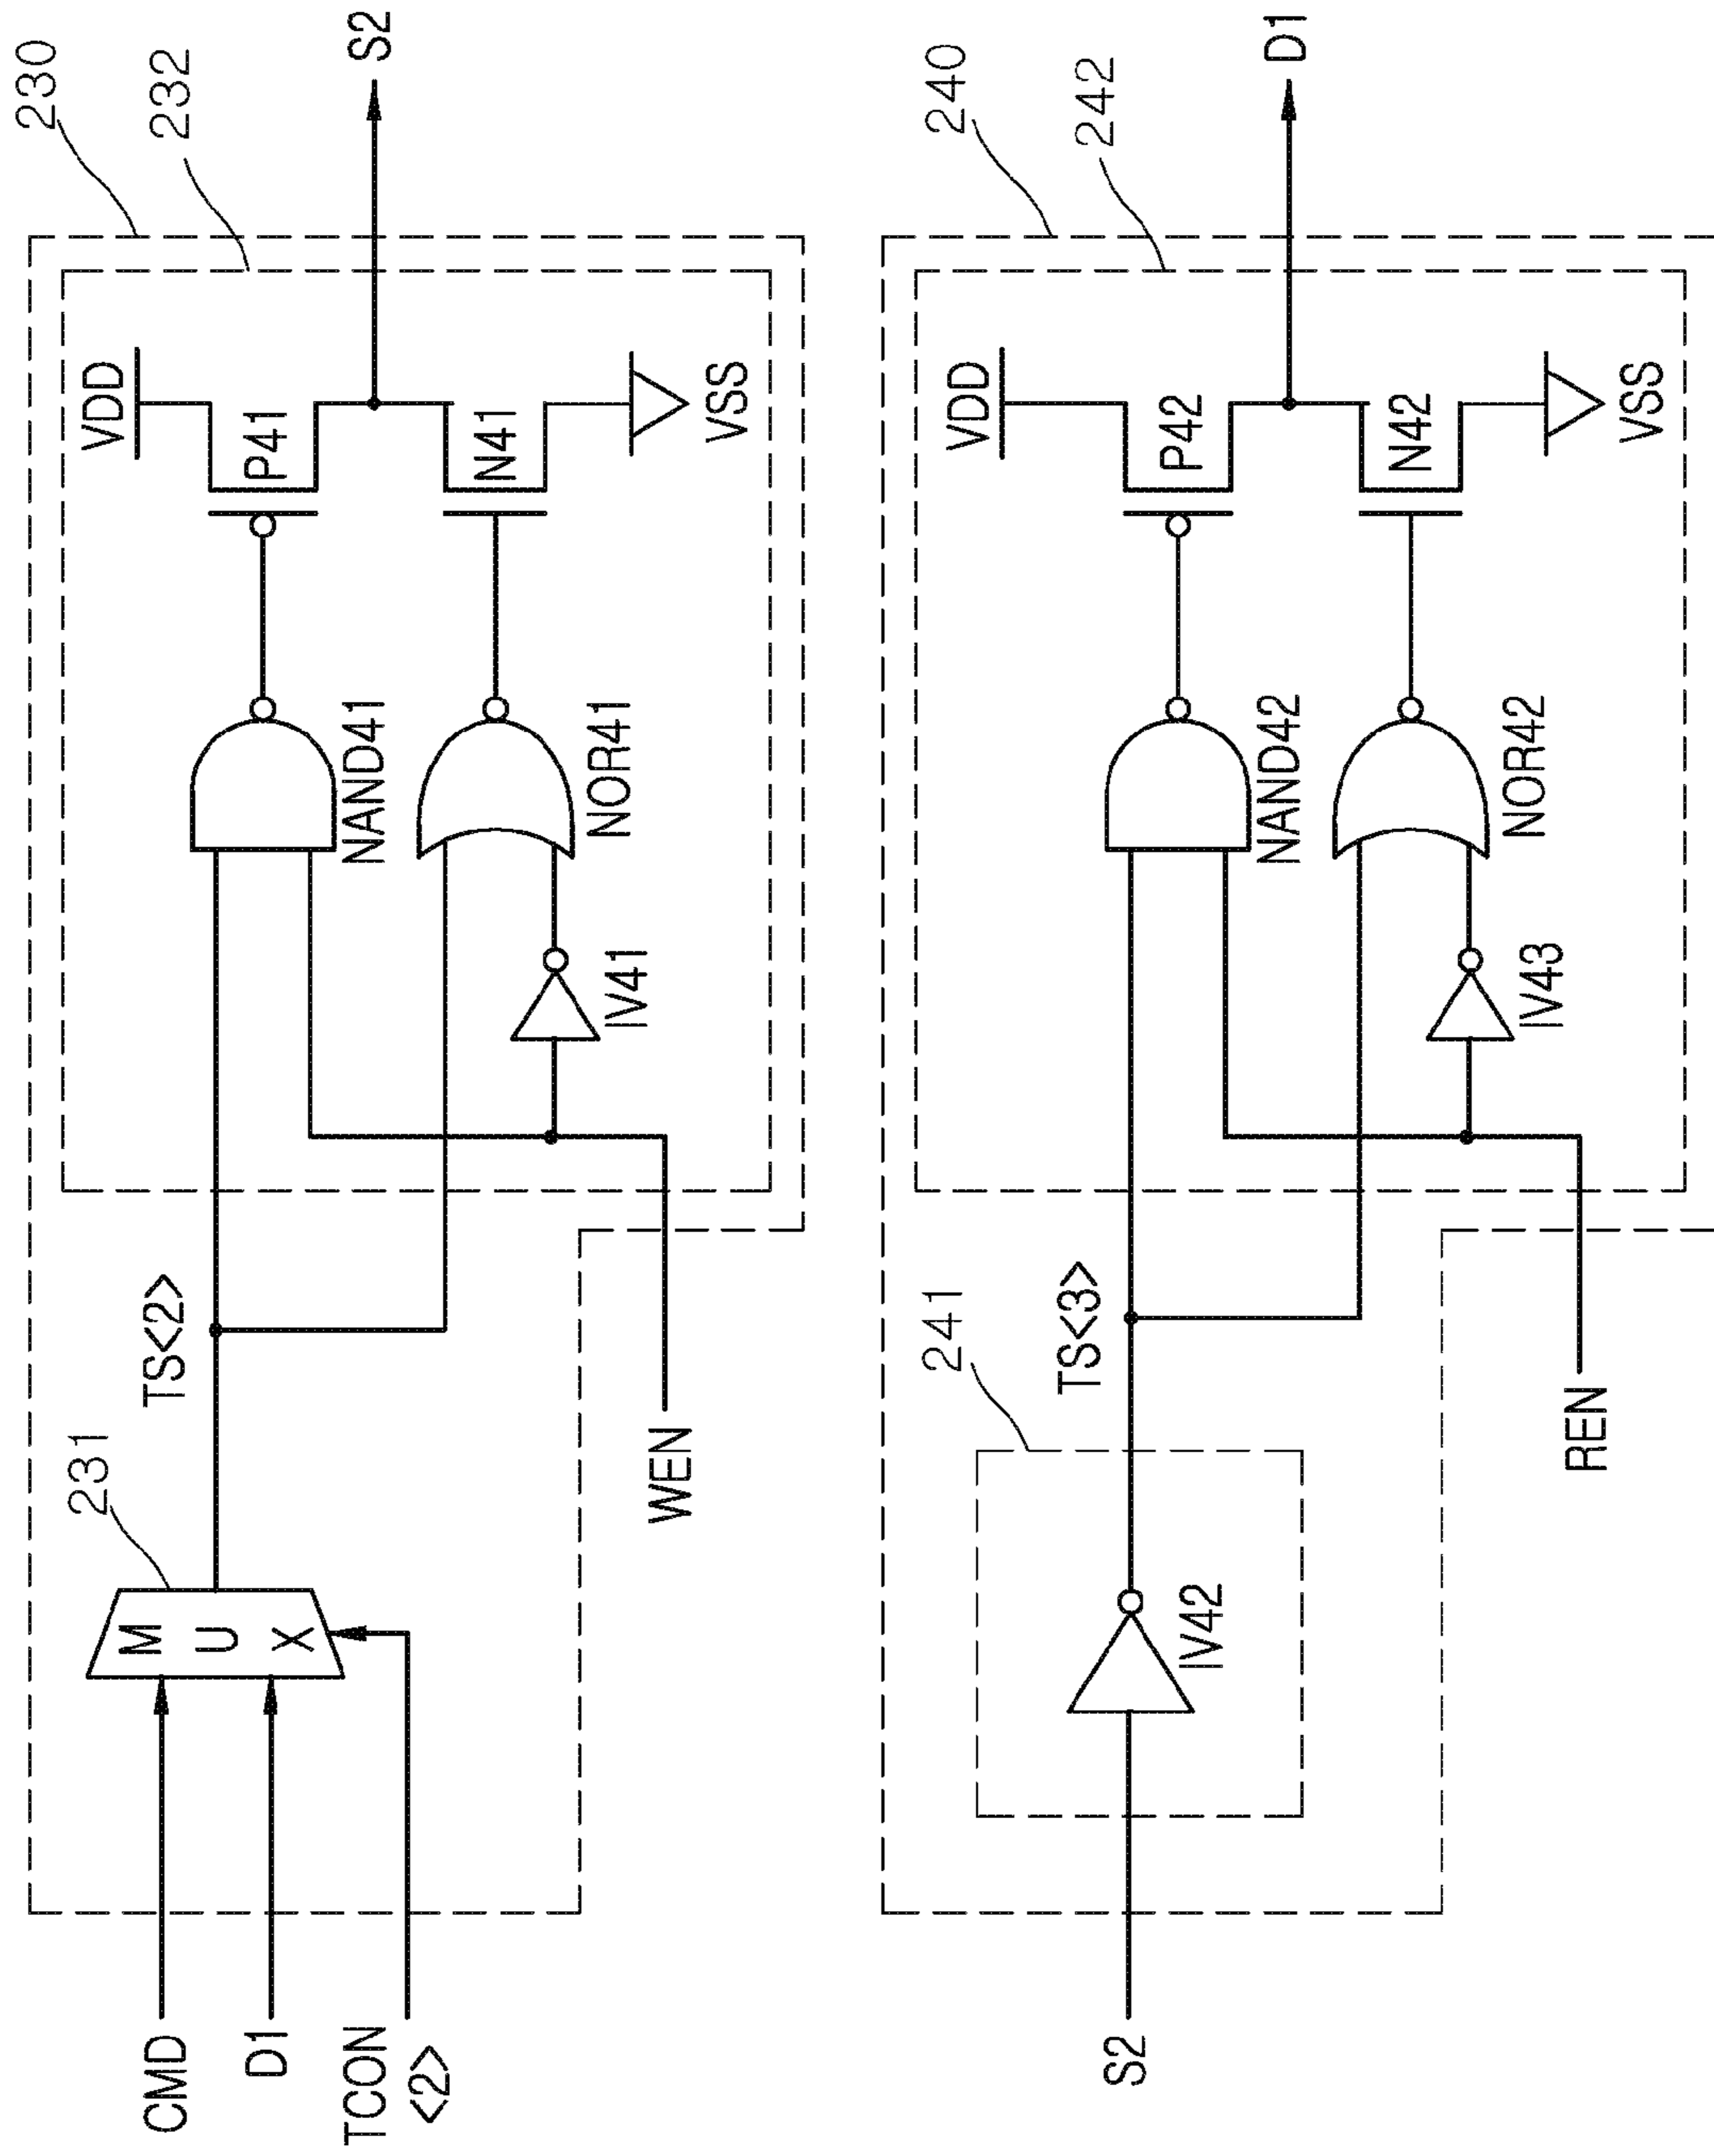 230
232
VDD
P41
S2
N41
VSS
NAND41
NOR41
IV41
TS<2>
231
MUX
WEN
CMD
D1
TCON
<2>
240
242
VDD
P42
D1
N42
VSS
NAND42
NOR42
IV43
TS<3>
241
IV42
REN
S2